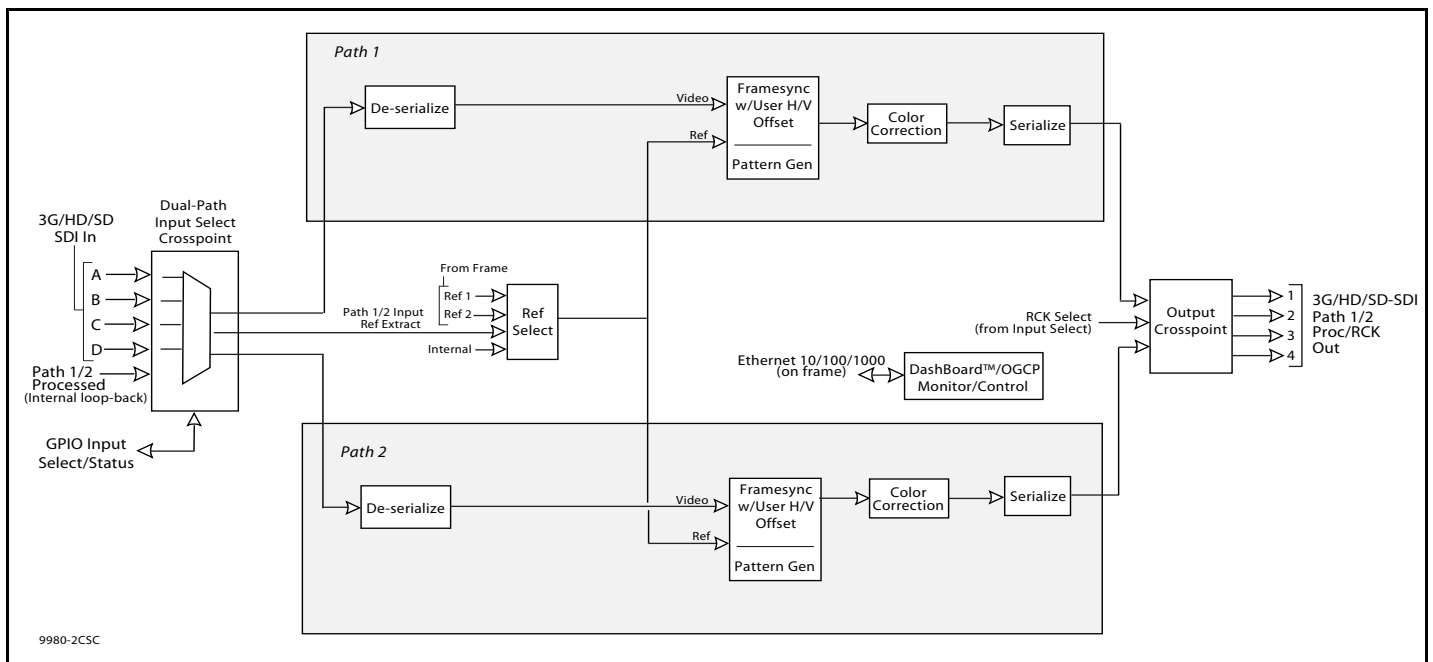 Path 1
De-serialize
Video
Ref
Framesync
w/User H/V
Offset
Pattern Gen
Color
Correction
Serialize
3G/HD/SD
SDI In
Dual-Path
Input Select
Crosspoint
A
B
C
D
Path 1/2
Processed
(Internal loop-back)
GPIO Input
Select/Status
From Frame
Ref 1
Ref 2
Path 1/2 Input
Ref Extract
Internal
Ref
Select
RCK Select
(from Input Select)
Ethernet 10/100/1000
(on frame)
DashBoard™/OGCP
Monitor/Control
Output
Crosspoint
1
2
3
4
3G/HD/SD-SDI
Path 1/2
Proc/RCK
Out
Path 2
De-serialize
Video
Ref
Framesync
w/User H/V
Offset
Pattern Gen
Color
Correction
Serialize
9980-2CSC